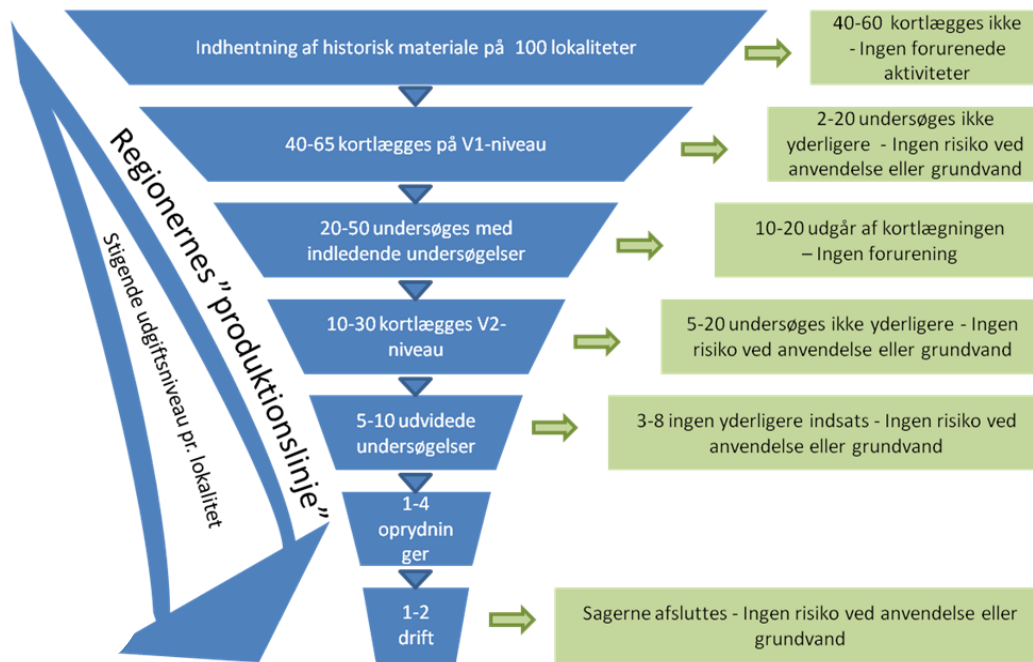 Indhentning af historisk materiale på 100 lokaliteter
40-60 kortlægges ikke
- Ingen forurenede
aktiviteter
40-65 kortlægges på V1-niveau
2-20 undersøges ikke
yderligere - Ingen risiko ved
anvendelse eller grundvand
20-50 undersøges med
indledende undersøgelser
10-20 udgår af kortlægningen
– Ingen forurening
10-30 kortlægges V2-
niveau
5-20 undersøges ikke yderligere - Ingen
risiko ved anvendelse eller grundvand
5-10 udvidede
undersøgelser
3-8 ingen yderligere indsats - Ingen risiko ved
anvendelse eller grundvand
1-4
oprydnin
ger
1-2
drift
Sagerne afsluttes - Ingen risiko ved anvendelse eller
grundvand
Regionernes ”produktionslinje”
Stigende udgiftsniveau pr. lokalitet